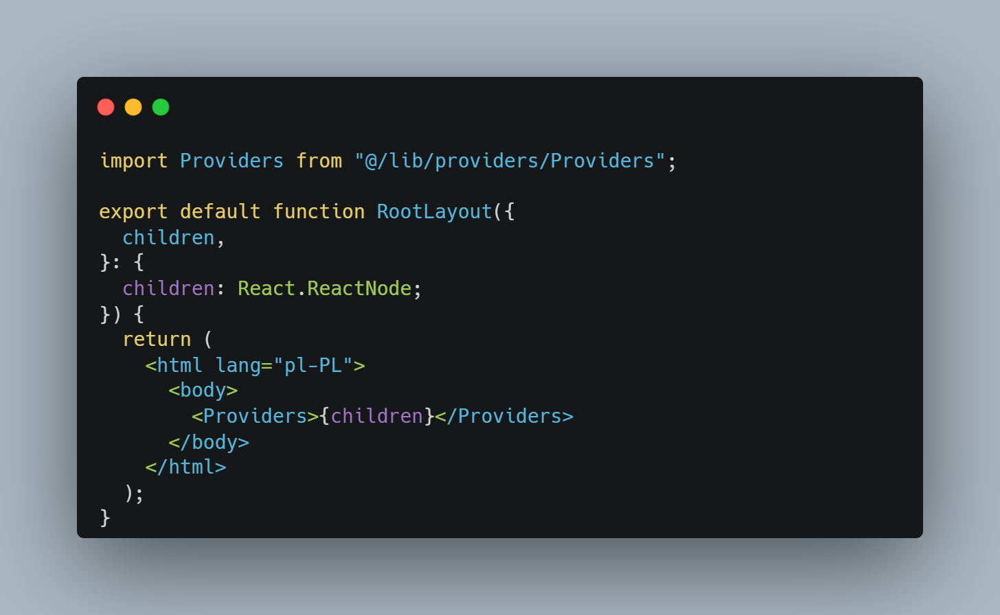 import Providers from "@/lib/providers/Providers";

export default function RootLayout({
  children,
}: {
  children: React.ReactNode;
}) {
  return (
    <html lang="pl-PL">
      <body>
        <Providers>{children}</Providers>
      </body>
    </html>
  );
}